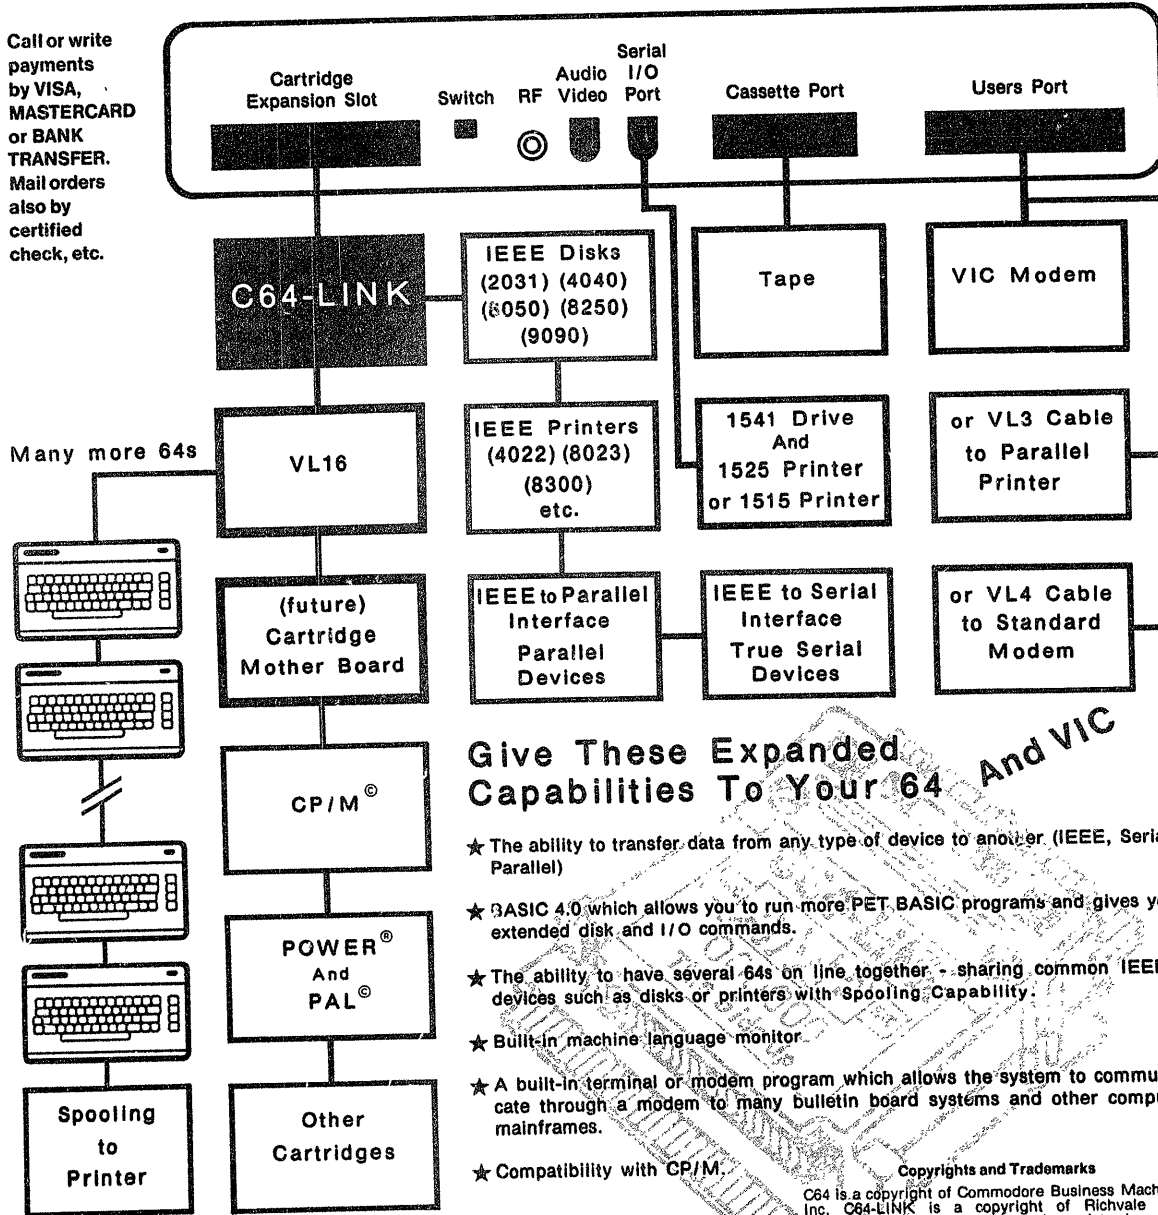 Call or write
payments
by VISA,
MASTERCARD
or BANK
TRANSFER.
Mail orders
also by
certified
check, etc.
Cartridge
Expansion Slot
Switch
RF
Audio
Video
Serial
I/O
Port
Cassette Port
Users Port
C64-LINK
IEEE Disks
(2031) (4040)
(8050) (8250)
(9090)
Tape
VIC Modem
Many more 64s
VL16
IEEE Printers
(4022) (8023)
(8300)
etc.
1541 Drive
And
1525 Printer
or 1515 Printer
or VL3 Cable
to Parallel
Printer
(future)
Cartridge
Mother Board
IEEE to Parallel
Interface
Parallel
Devices
IEEE to Serial
Interface
True Serial
Devices
or VL4 Cable
to Standard
Modem
CP/M©
POWER®
And
PAL©
Other
Cartridges
Spooling
to
Printer
Give These Expanded
Capabilities To Your 64
And VIC
★ The ability to transfer data from any type of device to another (IEEE, Seria
Parallel)
★ BASIC 4.0 which allows you to run more PET BASIC programs and gives y
extended disk and I/O commands.
★ The ability to have several 64s on line together - sharing common IEE
devices such as disks or printers with Spooling Capability.
★ Built-in machine language monitor
★ A built-in terminal or modem program which allows the system to commu
cate through a modem to many bulletin board systems and other compu
mainframes.
★ Compatibility with CP/M.
Copyrights and Trademarks
C64 is a copyright of Commodore Business Mach
Inc. C64-LINK is a copyright of Richvale